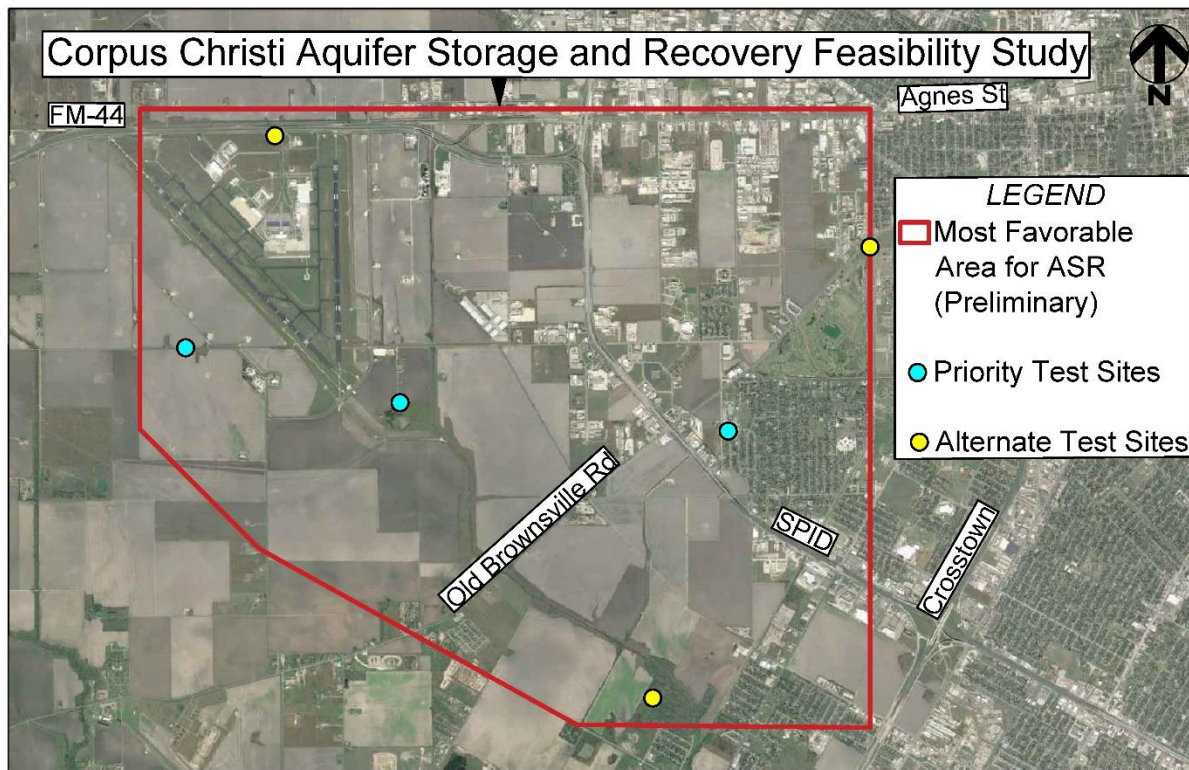 Corpus Christi Aquifer Storage and Recovery Feasibility Study
N
FM-44
Agnes St
LEGEND
Most Favorable
Area for ASR
(Preliminary)
Priority Test Sites
Alternate Test Sites
Old Brownsville Rd
SPID
Crosstown